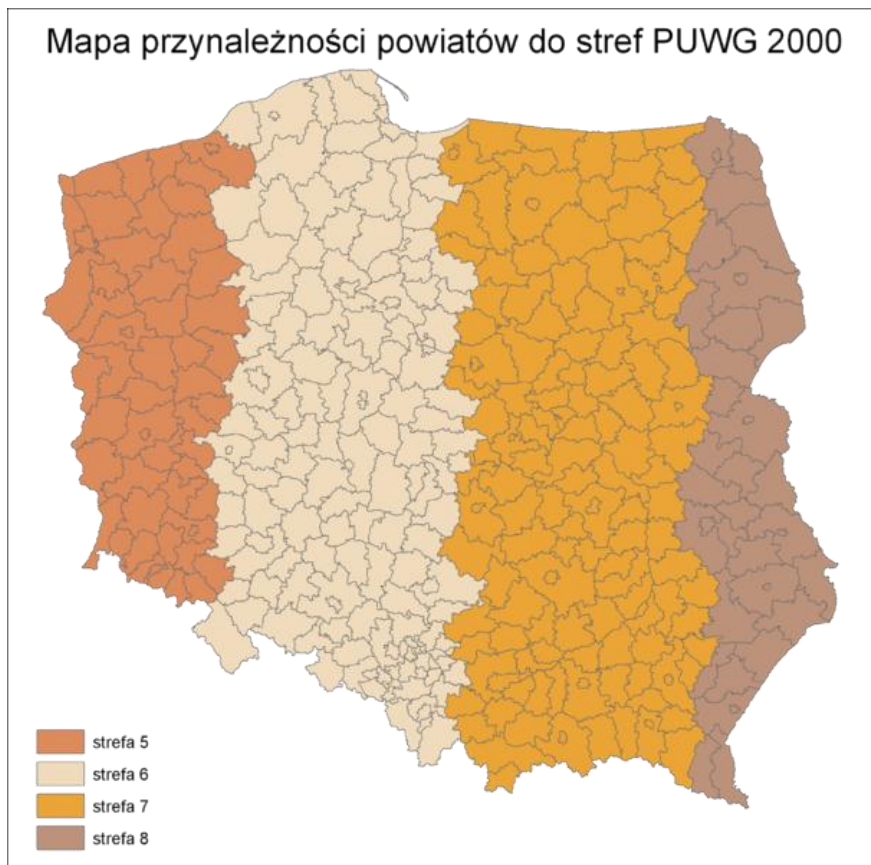 Mapa przynależności powiatów do stref PUWG 2000
strefa 5
strefa 6
strefa 7
strefa 8